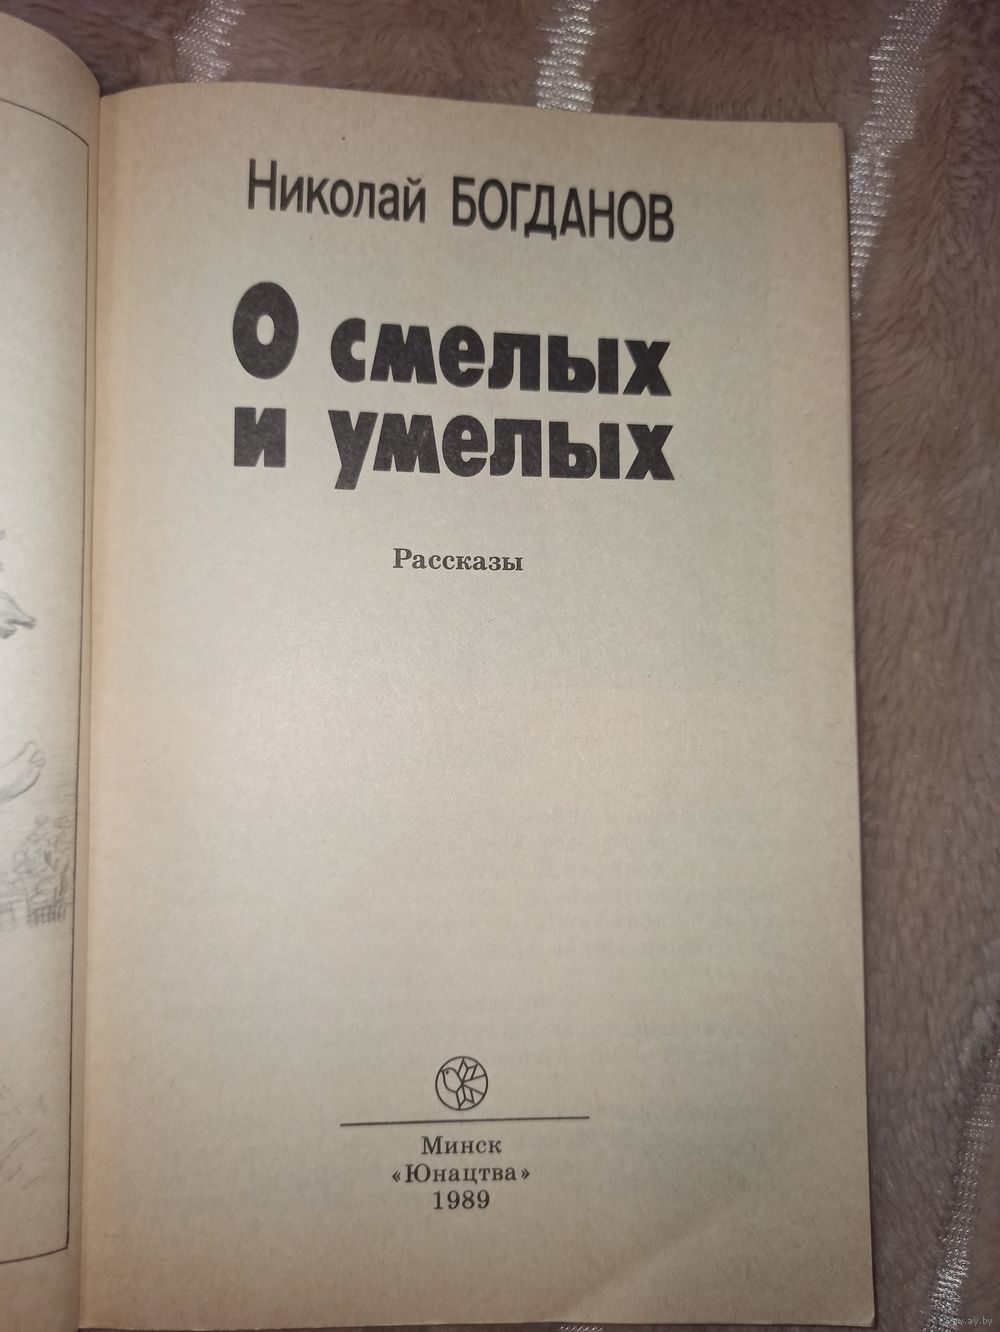 Николай БОГДАНОВ
О смелых
и умелых
Рассказы
Минск
«Юнацтва»
1989